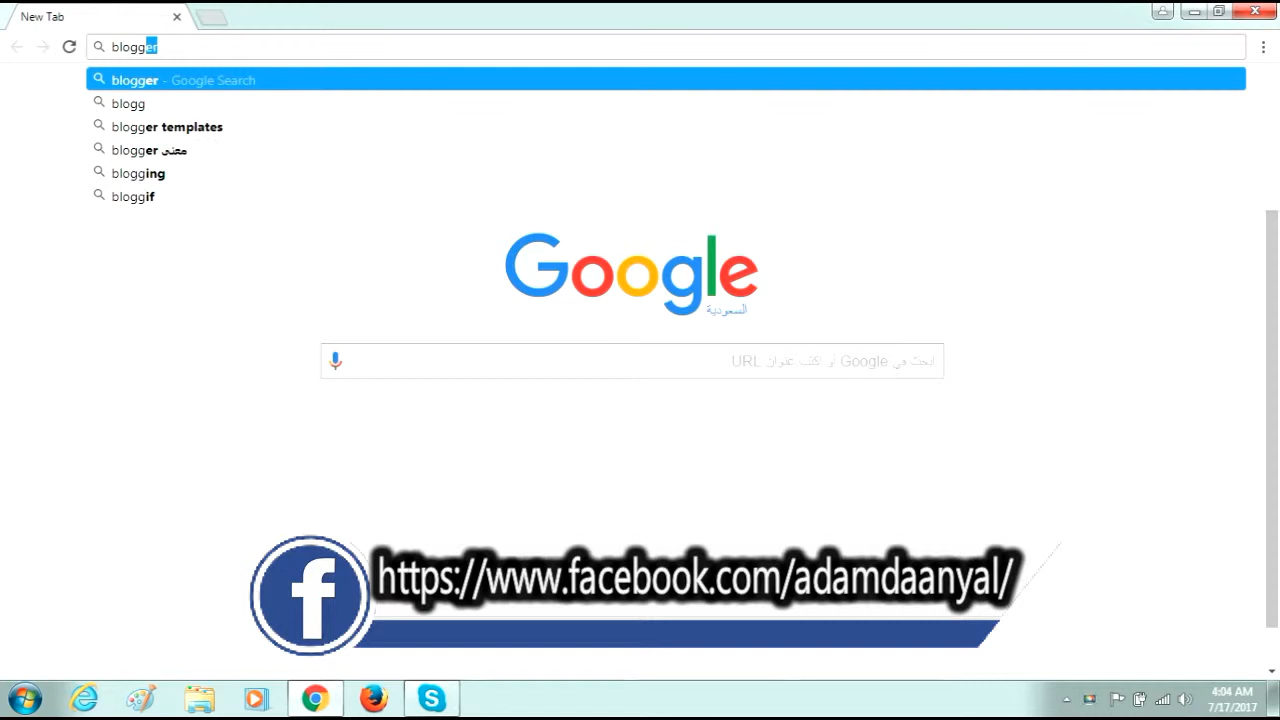 New Tab
blogger
blogger - Google Search
blogg
blogger templates
blogger معنى
blogging
bloggif
Google
السعودية
ابحث في Google أو اكتب عنوان URL
https://www.facebook.com/adamdaanyal/
4:04 AM
7/17/2017